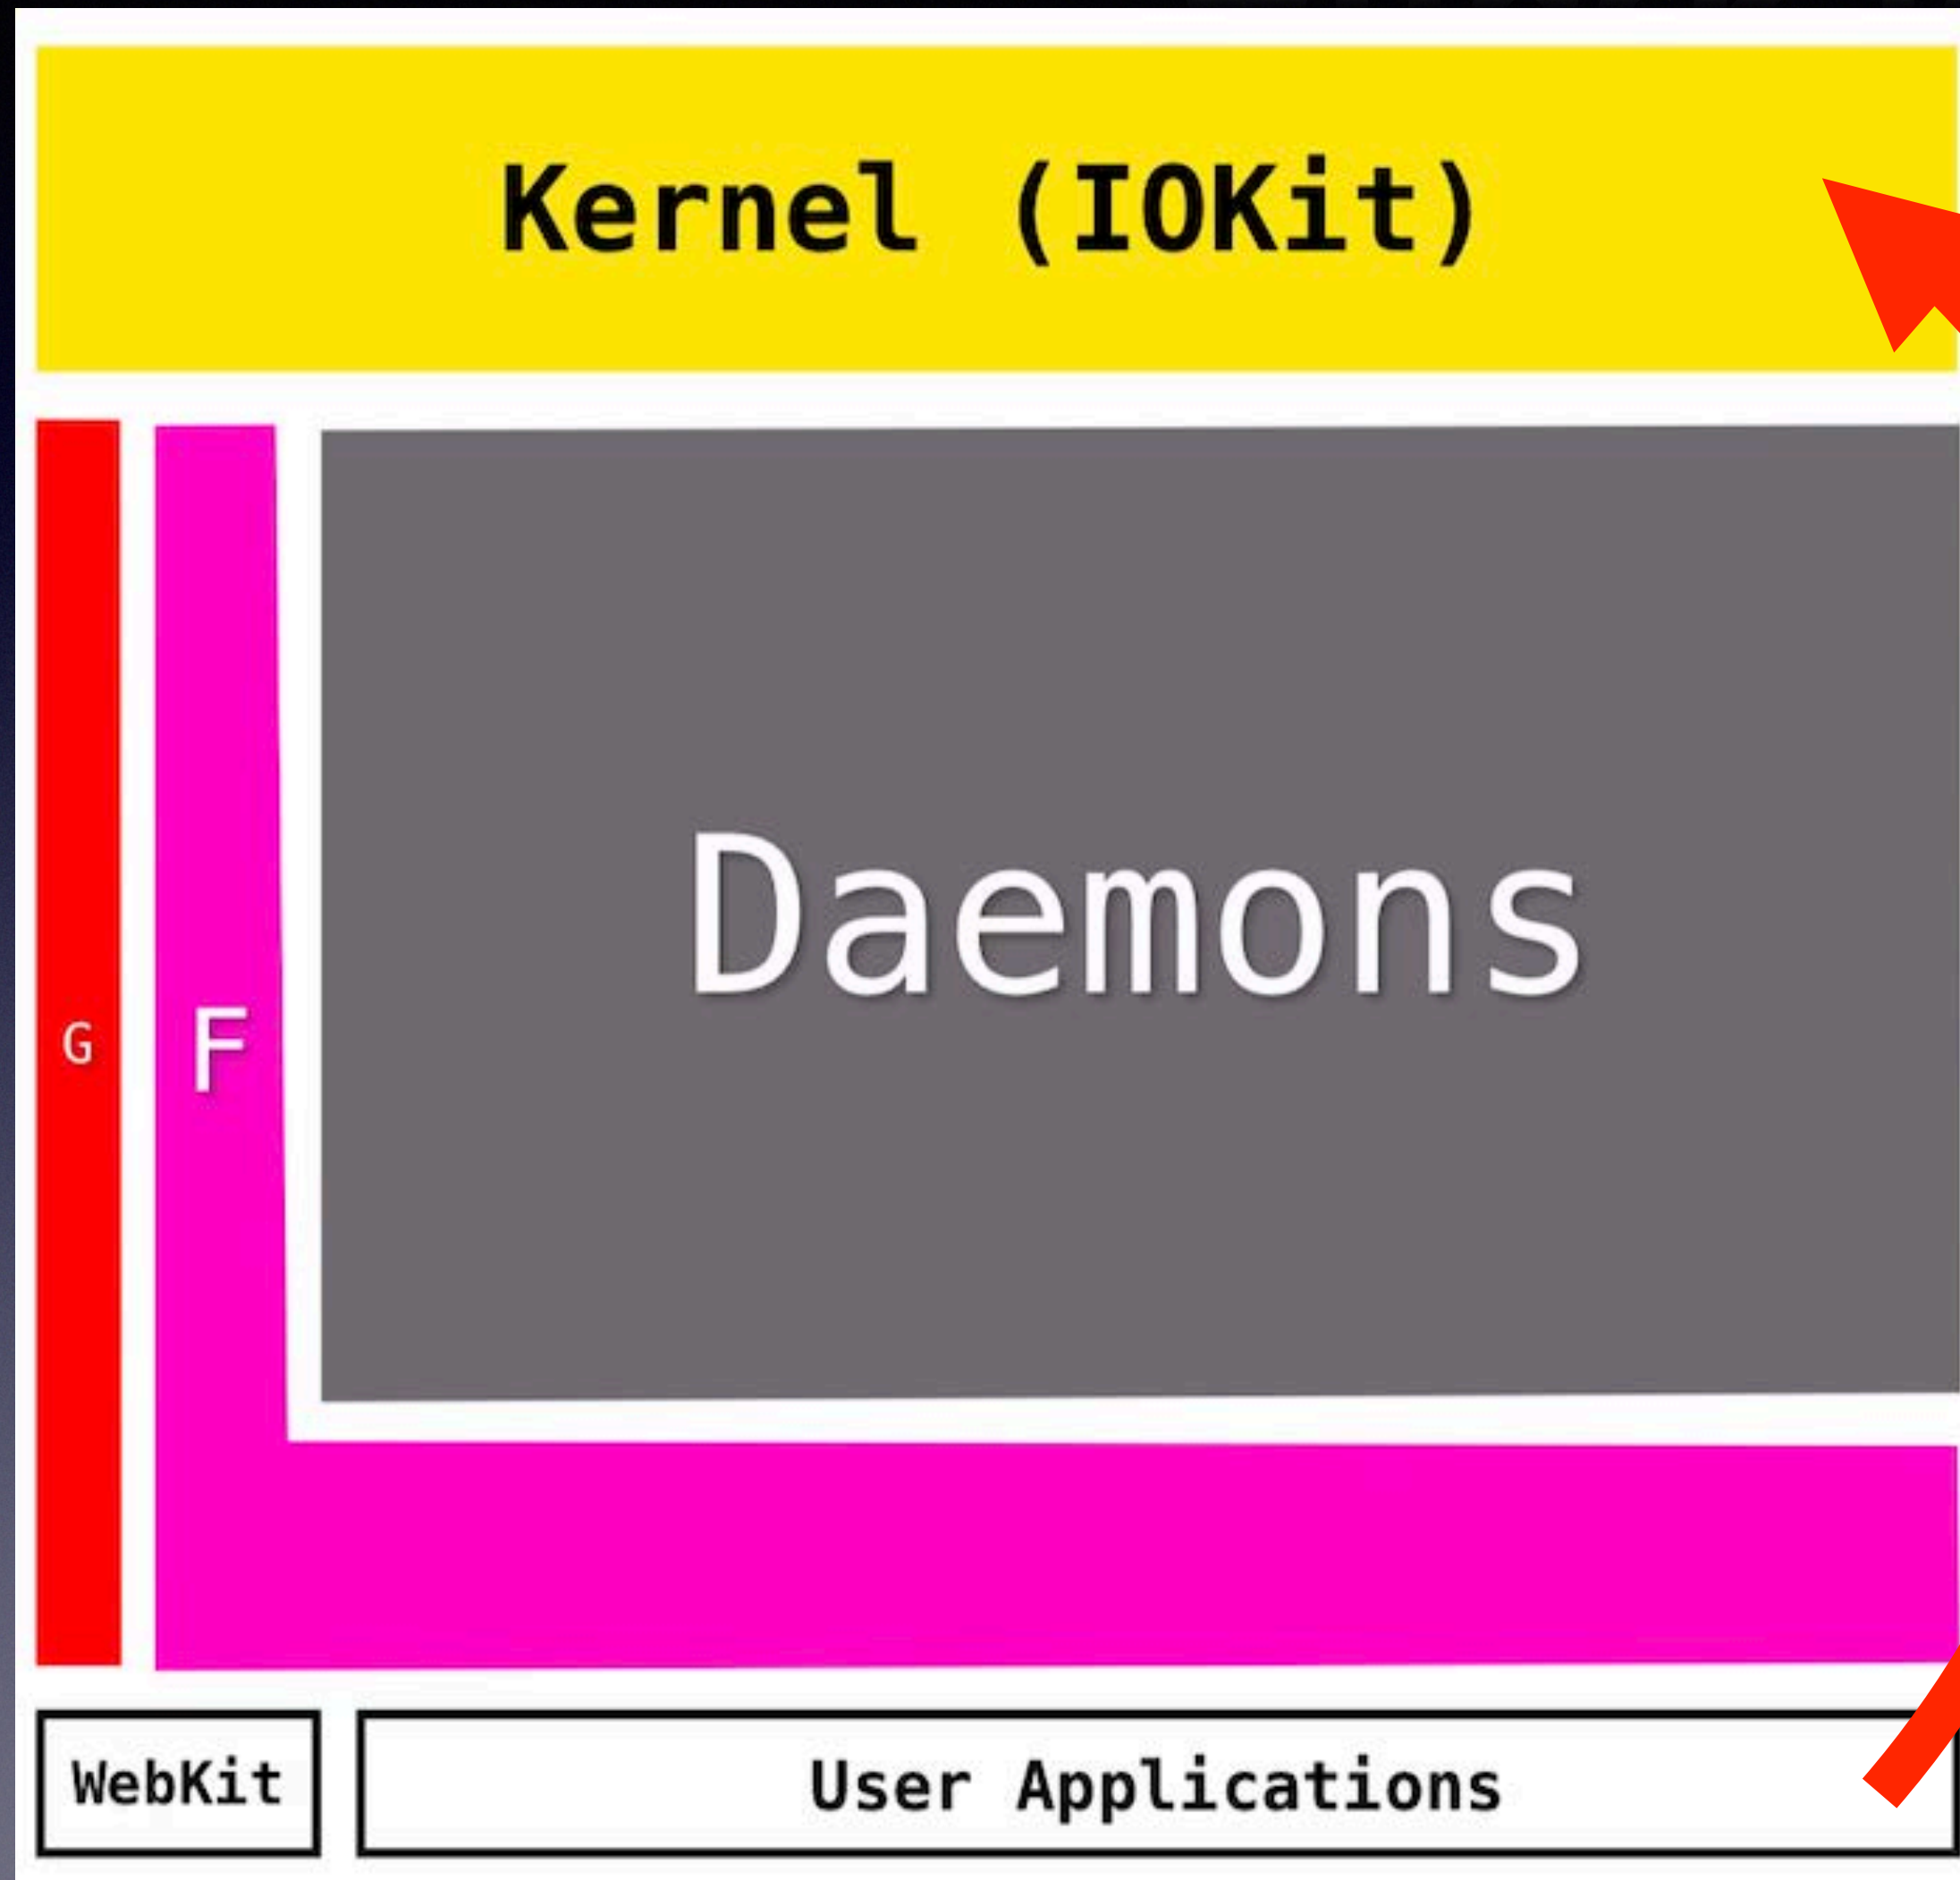 Kernel (IOKit)
Daemons
G
F
WebKit
User Applications